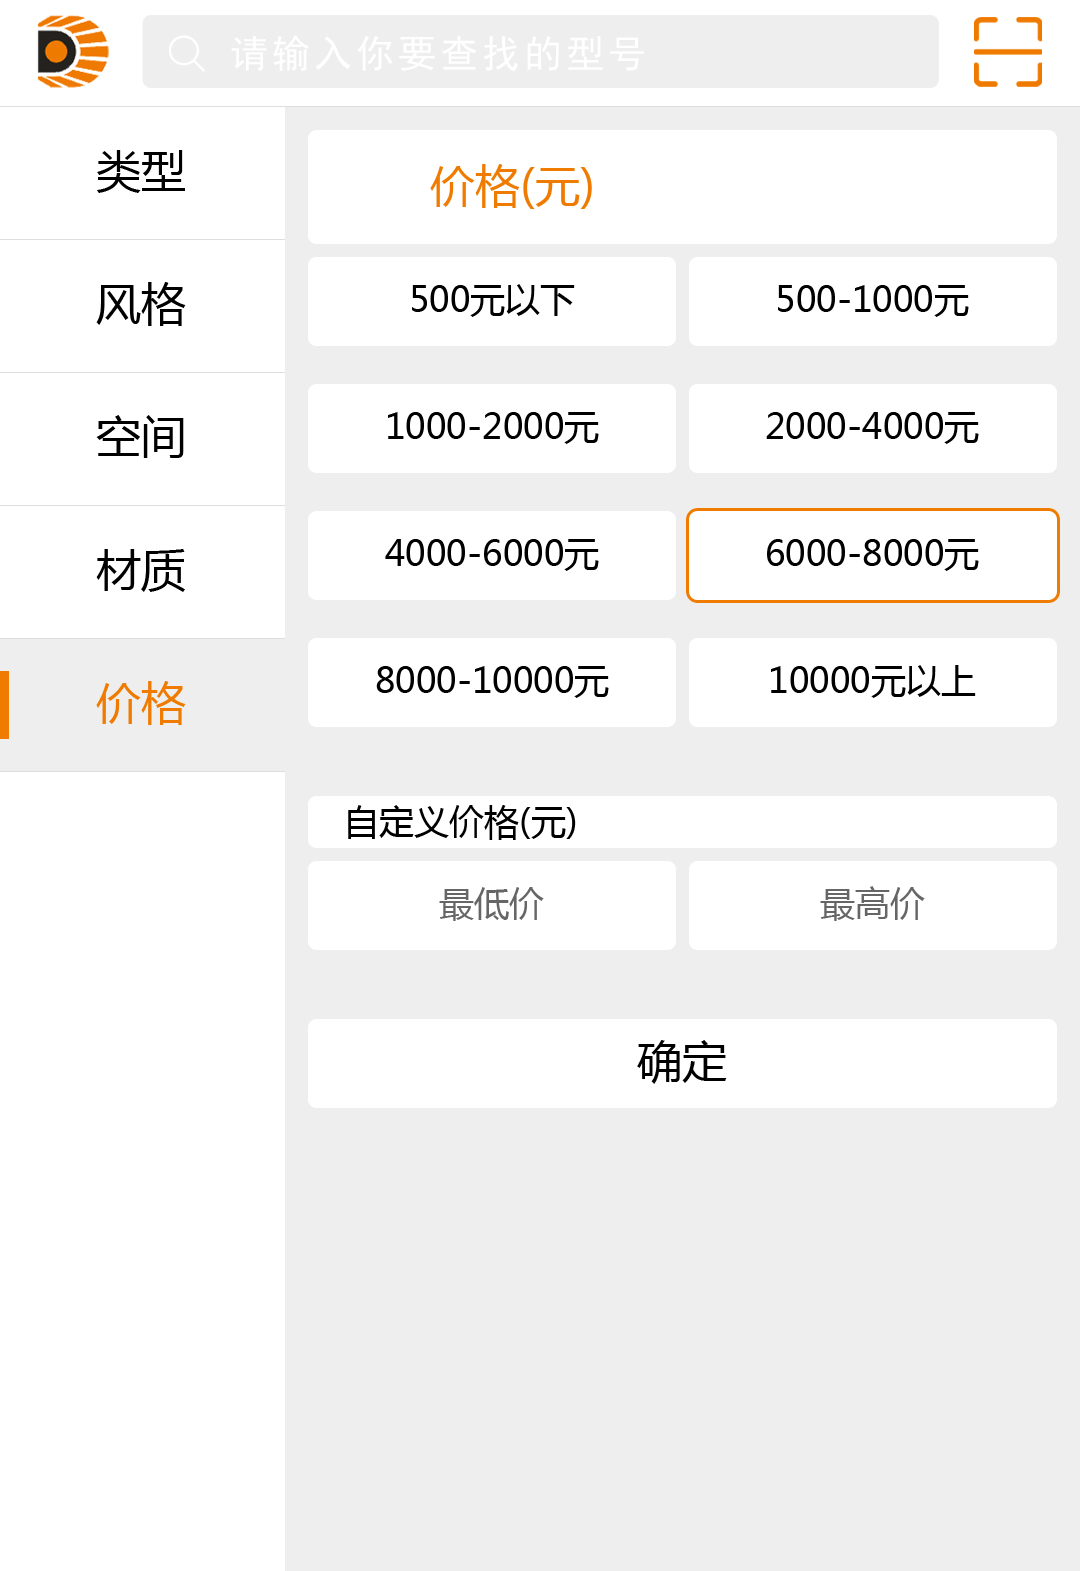 请输入你要查找的型号
类型
风格
空间
材质
价格
价格(元)
500元以下
500-1000元
1000-2000元
2000-4000元
4000-6000元
6000-8000元
8000-10000元
10000元以上
自定义价格(元)
最低价
最高价
确定